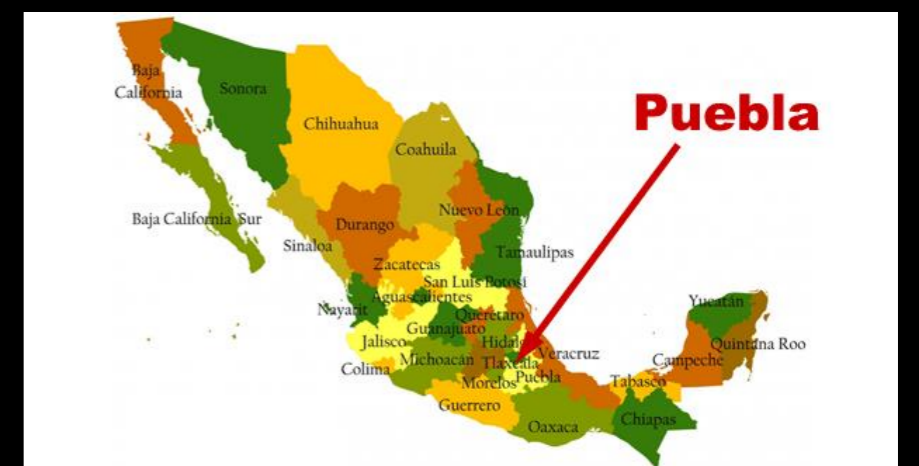 Baja
California
Sonora
Chihuahua
Puebla
Coahuila
Baja California Sur
Nuevo León
Durango
Sinaloa
Tamaulipas
Zacatecas
San Luis Potosí
Aguascalientes
Nayarit
Yucatán
Querétaro
Guanajuato
Hidalgo
Jalisco
Quintana Roo
Veracruz
Michoacán
Tlaxcala
Campeche
Colima
Puebla
Morelos
Tabasco
Guerrero
Chiapas
Oaxaca